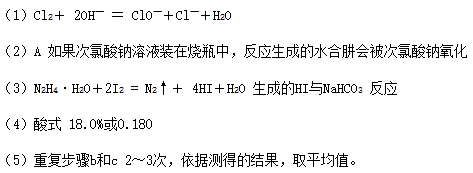 （1）Cl₂＋ 2OH⁻ ＝ ClO⁻＋Cl⁻＋H₂O
（2）A 如果次氯酸钠溶液装在烧瓶中，反应生成的水合肼会被次氯酸钠氧化
（3）N₂H₄·H₂O＋2I₂ = N₂↑＋ 4HI＋H₂O 生成的HI与NaHCO₃ 反应
（4）酸式 18.0%或0.180
（5）重复步骤b和c 2～3次，依据测得的结果，取平均值。